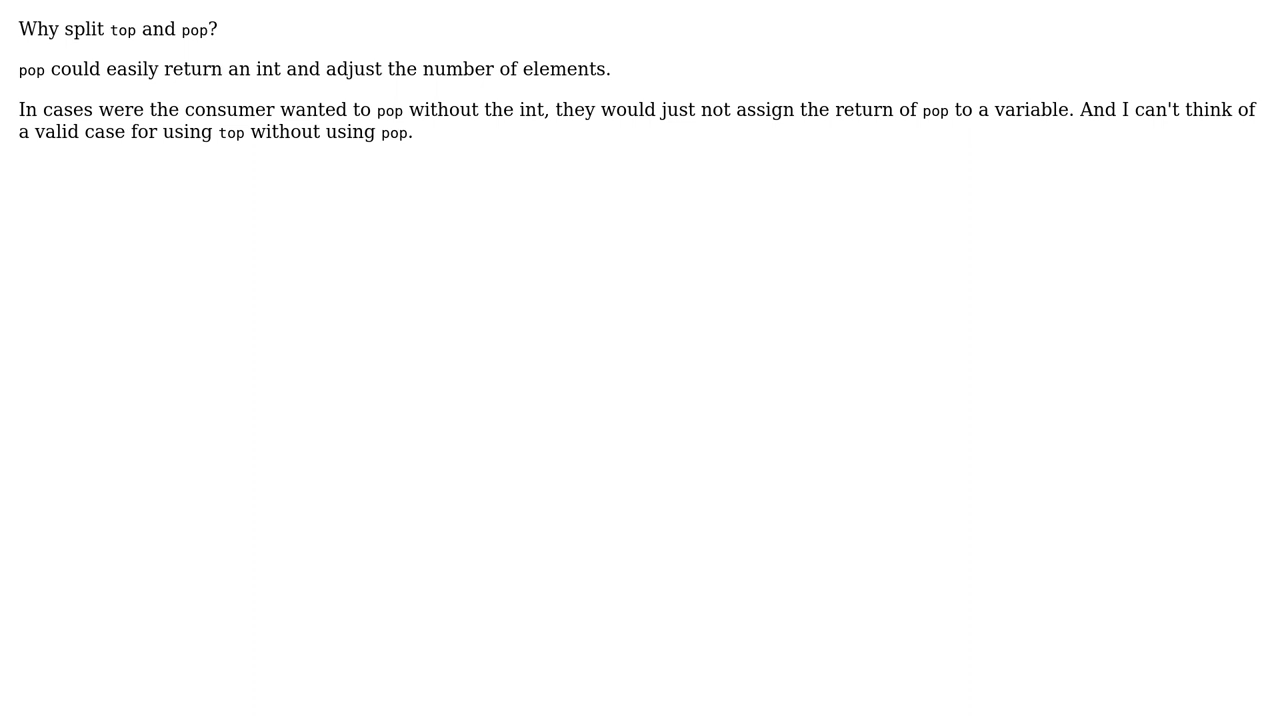 Why split top and pop?
pop could easily return an int and adjust the number of elements.
In cases were the consumer wanted to pop without the int, they would just not assign the return of pop to a variable. And I can't think of
a valid case for using top without using pop.